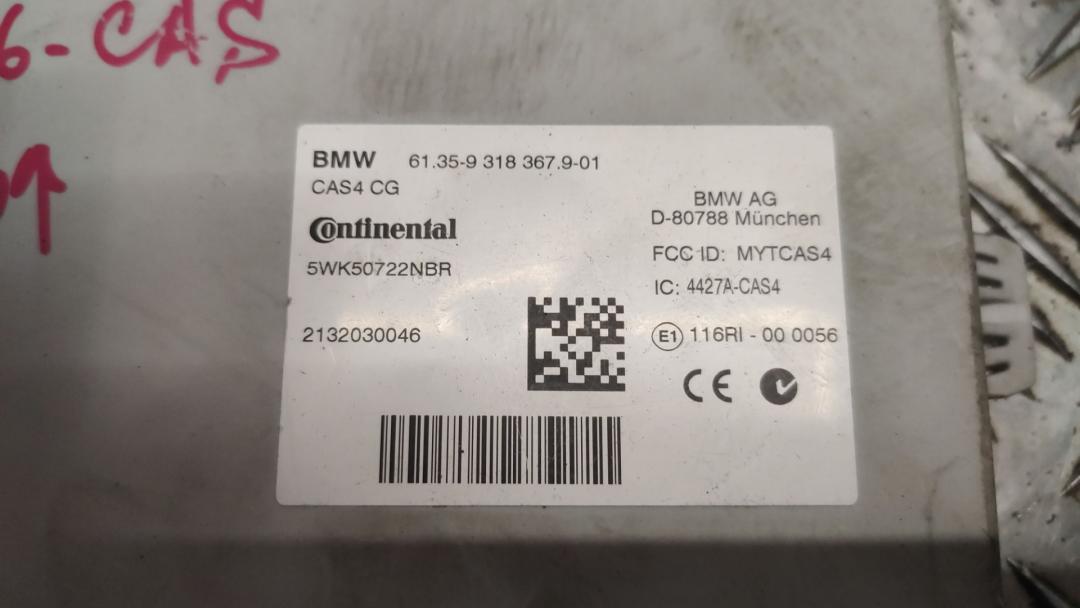 6-CAS
BMW 61.35-9 318 367.9-01
CAS4 CG
Continental
5WK50722NBR
2132030046
BMW AG
D-80788 München
FCC ID: MYTCAS4
IC: 4427A-CAS4
E1 116RI - 00 0056
CE